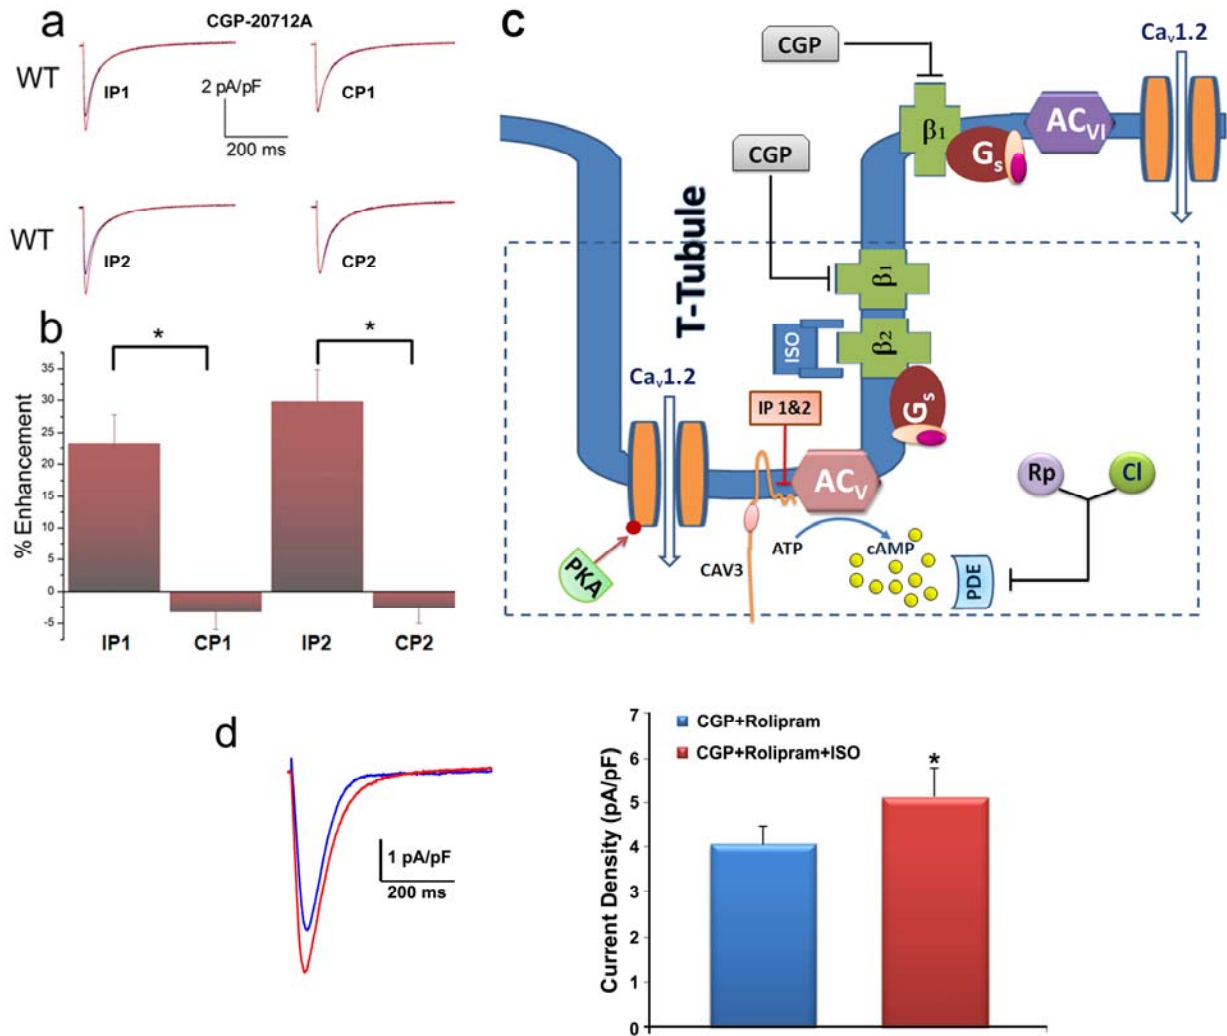 a
CGP-20712A
WT
IP1
2 pA/pF
200 ms
CP1
WT
IP2
CP2
b
*
*
% Enhancement
35
30
25
20
15
10
5
0
-5
IP1
CP1
IP2
CP2
c
CGP
Caᵥ1.2
β₁
Gₛ
AC_VI
CGP
T-Tubule
β₁
ISO
β₂
Gₛ
Caᵥ1.2
IP 1&2
ACᵥ
Rp
Cl
PKA
CAV3
ATP
cAMP
PDE
d
1 pA/pF
200 ms
Current Density (pA/pF)
7
6
5
4
3
2
1
0
CGP+Rolipram
CGP+Rolipram+ISO
*